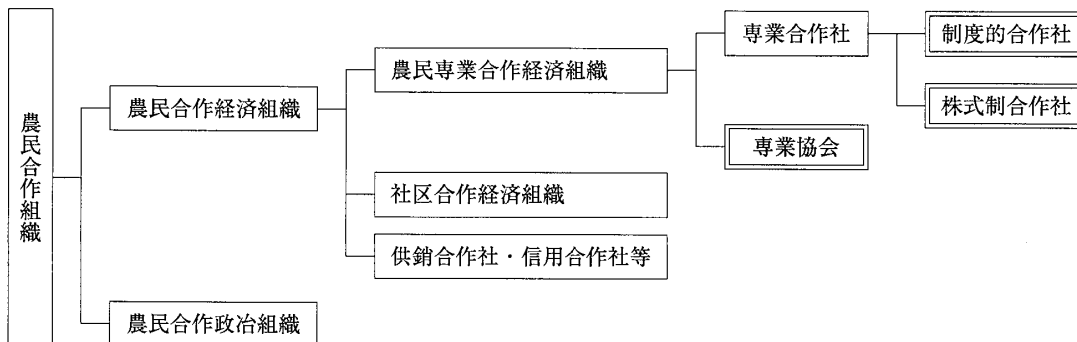 農民合作組織
農民合作経済組織
農民専業合作経済組織
専業合作社
制度的合作社
株式制合作社
専業協会
社区合作経済組織
供銷合作社・信用合作社等
農民合作政治組織